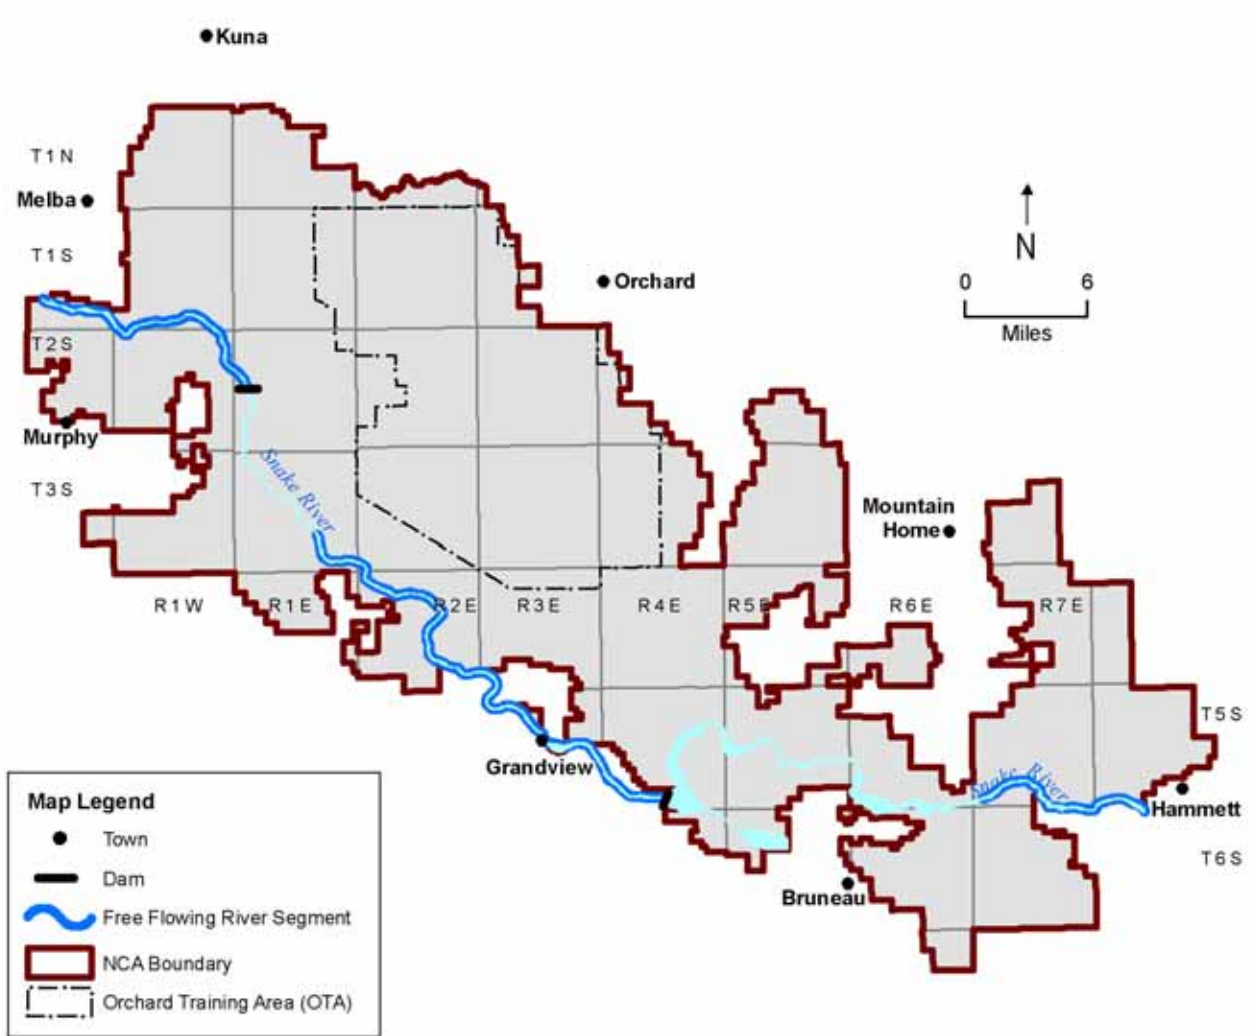 Kuna
T1N
Melba
T1S
Orchard
N
0 6
Miles
T2S
Murphy
Snake River
T3S
Mountain
Home
R1W R1E R2E R3E R4E R5E R6E R7E
T5S
Grandview
Snake River
Hammett
T6S
Bruneau
Map Legend
Town
Dam
Free Flowing River Segment
NCA Boundary
Orchard Training Area (OTA)